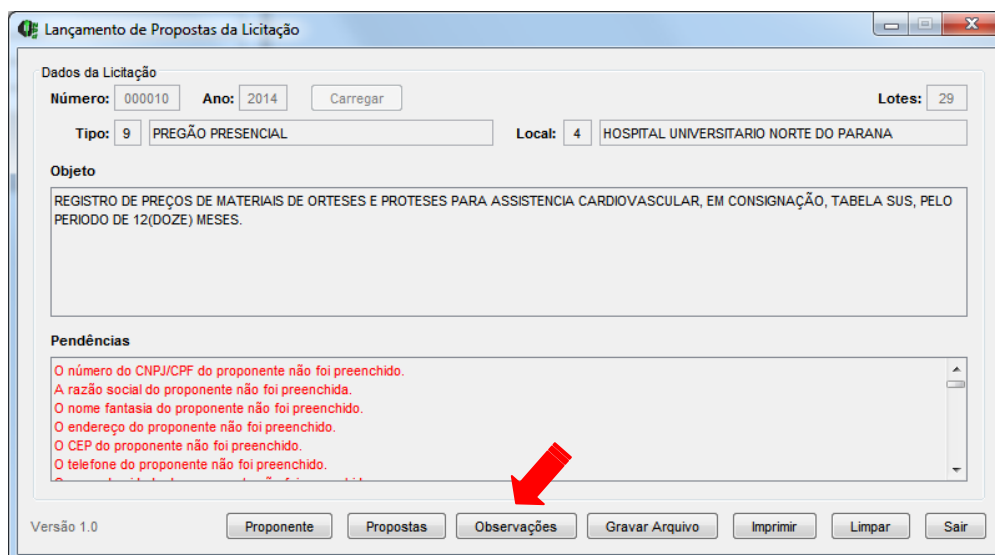 Lançamento de Propostas da Licitação
Dados da Licitação
Número: 000010 Ano: 2014 Carregar Lotes: 29
Tipo: 9 PREGÃO PRESENCIAL Local: 4 HOSPITAL UNIVERSITARIO NORTE DO PARANA
Objeto
REGISTRO DE PREÇOS DE MATERIAIS DE ORTESES E PROTESES PARA ASSISTENCIA CARDIOVASCULAR, EM CONSIGNAÇÃO, TABELA SUS, PELO
PERIODO DE 12(DOZE) MESES.
Pendências
O número do CNPJ/CPF do proponente não foi preenchido.
A razão social do proponente não foi preenchida.
O nome fantasia do proponente não foi preenchido.
O endereço do proponente não foi preenchido.
O CEP do proponente não foi preenchido.
O telefone do proponente não foi preenchido.
Versão 1.0 Proponente Propostas Observações Gravar Arquivo Imprimir Limpar Sair